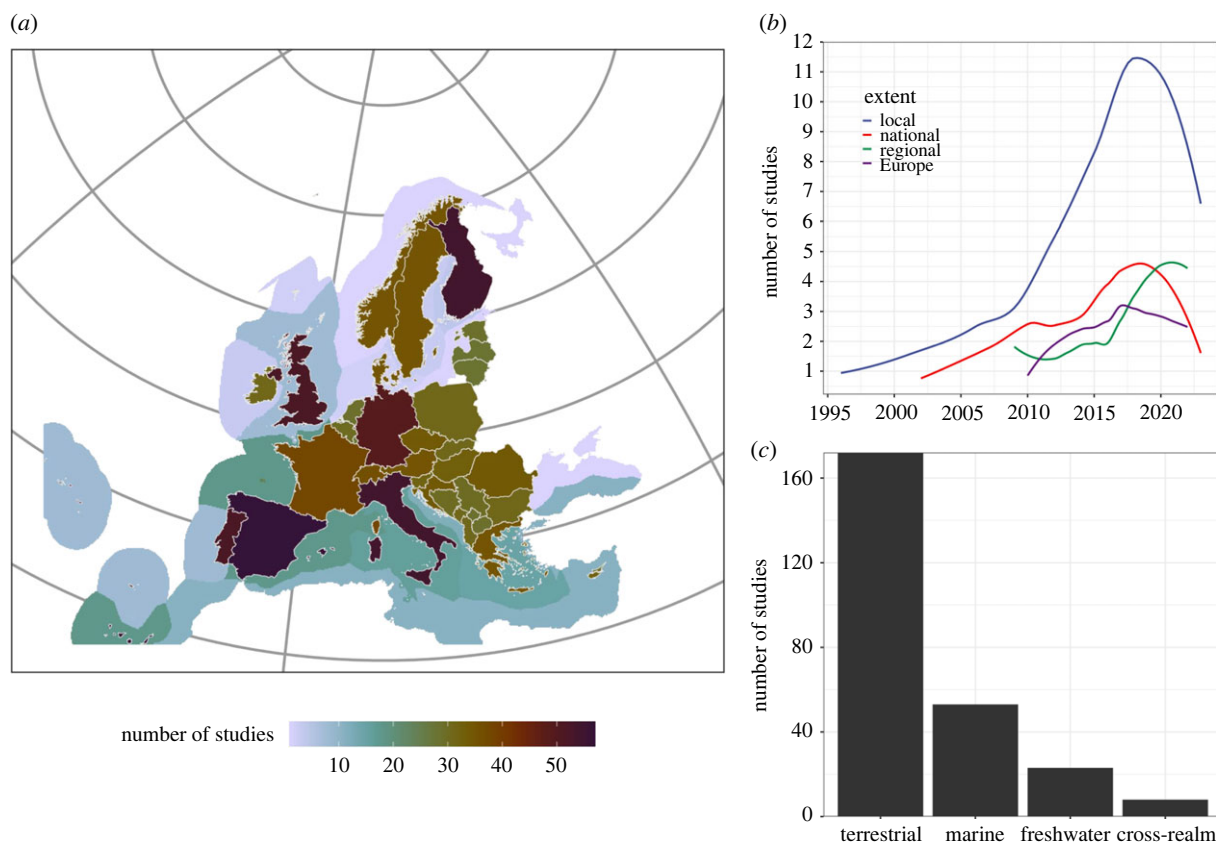 (a)
number of studies
10 20 30 40 50
(b)
number of studies
12
11
10
9
8
7
6
5
4
3
2
1
extent
local
national
regional
Europe
1995 2000 2005 2010 2015 2020
(c)
number of studies
160
120
80
40
0
terrestrial marine freshwater cross-realm